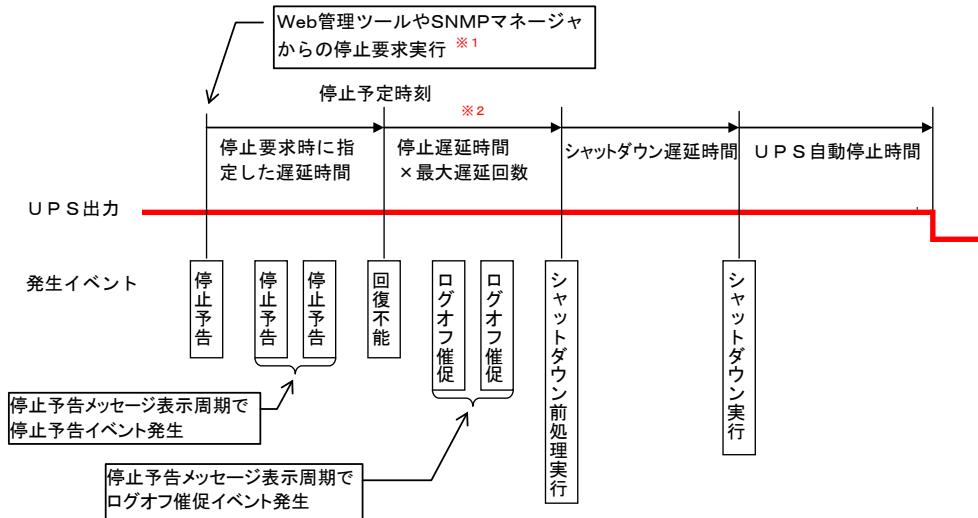 Web管理ツールやSNMPマネージャ
からの停止要求実行 ※1
停止予定時刻
※2
停止要求時に指
定した遅延時間
停止遅延時間
×最大遅延回数
シャットダウン遅延時間
UPS自動停止時間
UPS出力
発生イベント
停止予告
停止予告
停止予告
回復不能
ログオフ催促
ログオフ催促
シャットダウン前処理実行
シャットダウン実行
停止予告メッセージ表示周期で
停止予告イベント発生
停止予告メッセージ表示周期で
ログオフ催促イベント発生